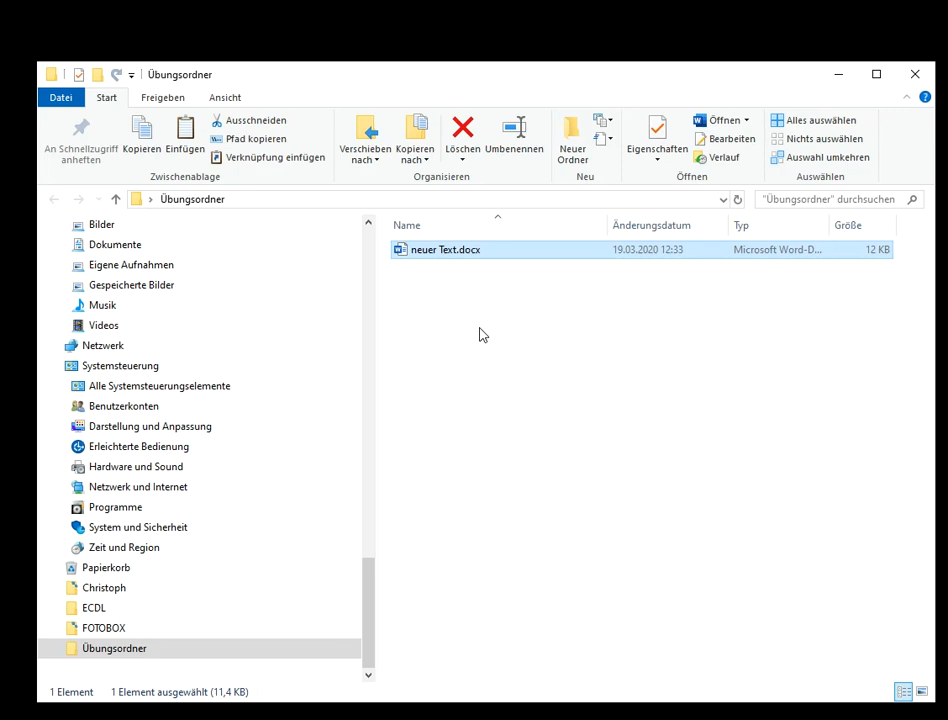 Übungsordner
Datei Start Freigeben Ansicht
An Schnellzugriff anheften
Kopieren
Einfügen
Ausschneiden
Pfad kopieren
Verknüpfung einfügen
Zwischenablage
Verschieben nach
Kopieren nach
Löschen
Umbenennen
Organisieren
Neuer Ordner
Neu
Eigenschaften
Öffnen
Bearbeiten
Verlauf
Öffnen
Alles auswählen
Nichts auswählen
Auswahl umkehren
Auswählen
Übungsordner
"Übungsordner" durchsuchen
Bilder
Dokumente
Eigene Aufnahmen
Gespeicherte Bilder
Musik
Videos
Netzwerk
Systemsteuerung
Alle Systemsteuerungselemente
Benutzerkonten
Darstellung und Anpassung
Erleichterte Bedienung
Hardware und Sound
Netzwerk und Internet
Programme
System und Sicherheit
Zeit und Region
Papierkorb
Christoph
ECDL
FOTOBOX
Übungsordner
Name Änderungsdatum Typ Größe
neuer Text.docx 19.03.2020 12:33 Microsoft Word-D... 12 KB
1 Element 1 Element ausgewählt (11,4 KB)